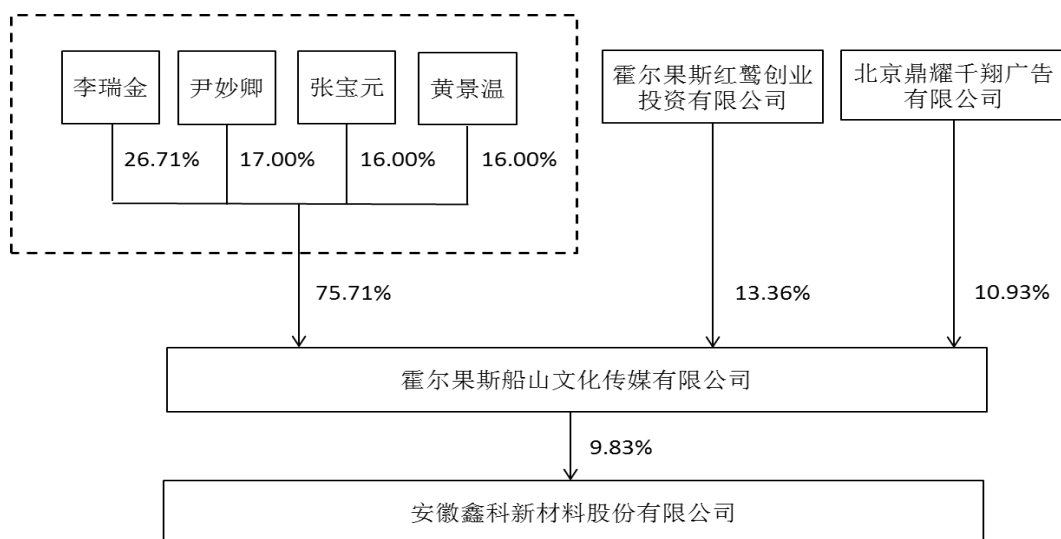 李瑞金
尹妙卿
张宝元
黄景温
霍尔果斯红鹫创业
投资有限公司
北京鼎耀千翔广告
有限公司
26.71%
17.00%
16.00%
16.00%
75.71%
13.36%
10.93%
霍尔果斯船山文化传媒有限公司
9.83%
安徽鑫科新材料股份有限公司